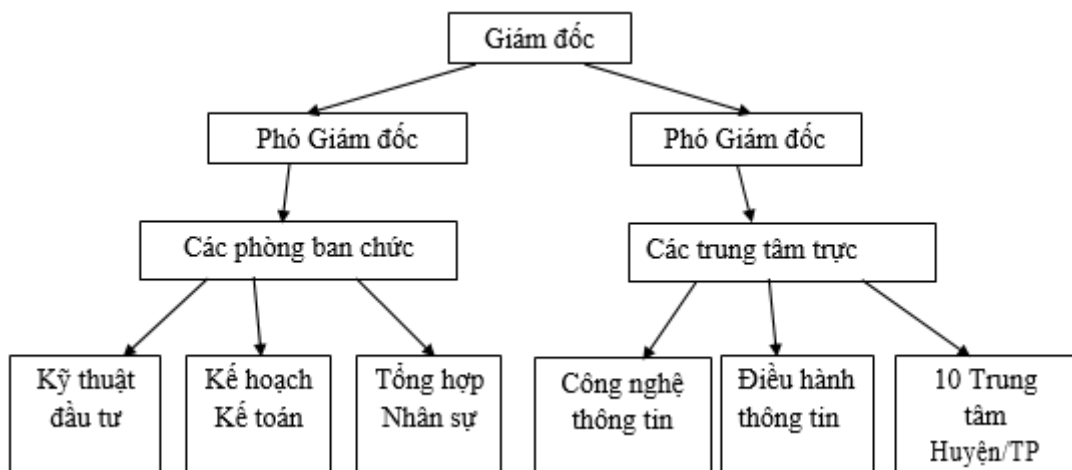 Giám đốc
Phó Giám đốc
Phó Giám đốc
Các phòng ban chức
Các trung tâm trực
Kỹ thuật
đầu tư
Kế hoạch
Kế toán
Tổng hợp
Nhân sự
Công nghệ
thông tin
Điều hành
thông tin
10 Trung
tâm
Huyện/TP